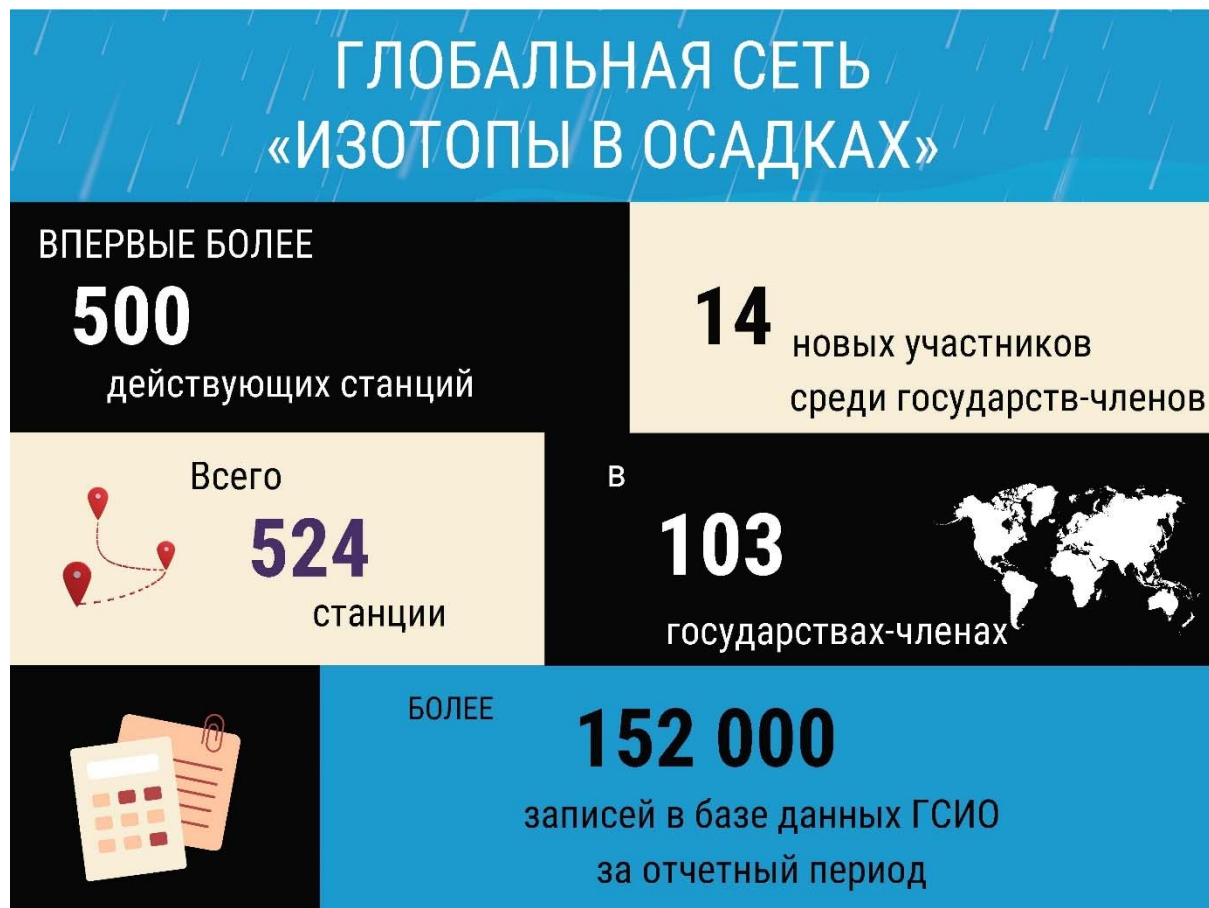 ГЛОБАЛЬНАЯ СЕТЬ
«ИЗОТОПЫ В ОСАДКАХ»
ВПЕРВЫЕ БОЛЕЕ
500
действующих станций
14
новых участников
среди государств-членов
Всего
524
станции
в
103
государствах-членах
БОЛЕЕ
152 000
записей в базе данных ГСИО
за отчетный период